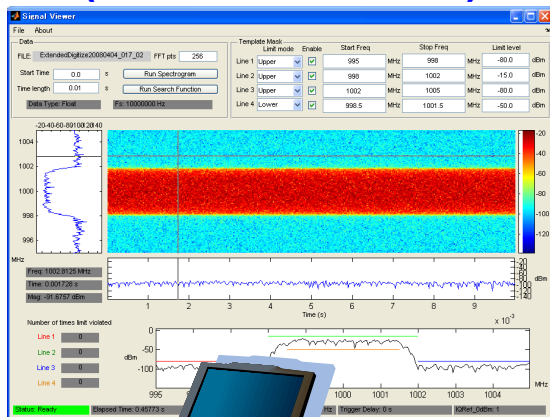 Signal Viewer
File About
Data
FILE: ExtendedDigitize20080404_017_02 FFT pts 256
Start Time 0.0 s Run Spectrogram
Time length 0.01 s Run Search Function
Data Type: Float Fs: 10000000 Hz
Template Mask
Limit mode Enable Start Freq Stop Freq Limit level
Line 1 Upper 995 MHz 998 MHz -80.0 dBm
Line 2 Upper 998 MHz 1002 MHz -15.0 dBm
Line 3 Upper 1002 MHz 1005 MHz -80.0 dBm
Line 4 Lower 998.5 MHz 1001.5 MHz -50.0 dBm
-20-40-60-80100120140
1004
1002
1000
998
996
MHz
-20
-40
-60
-80
-100
-120
Freq: 1002.8125 MHz
Time: 0.001728 s
Mag: -91.6757 dBm
-20
-40
-60
-80
-100
-120
-140
dBm
1 2 3 4 5 6 7 8 9
Time (s)
x 10⁻³
Number of times limit violated
Line 1 0
Line 2 0
Line 3 0
Line 4 0
dBm
0
-50
-100
995 1000 1001 1002 1003 1004
MHz
Status: Ready Elapsed Time: 0.45773 s Hz Trigger Delay: 0 s IQRef_0dBm: 1